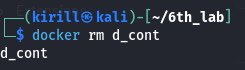 ┌──(kirill㉿kali)-[~/6th_lab]
└─$ docker rm d_cont
d_cont